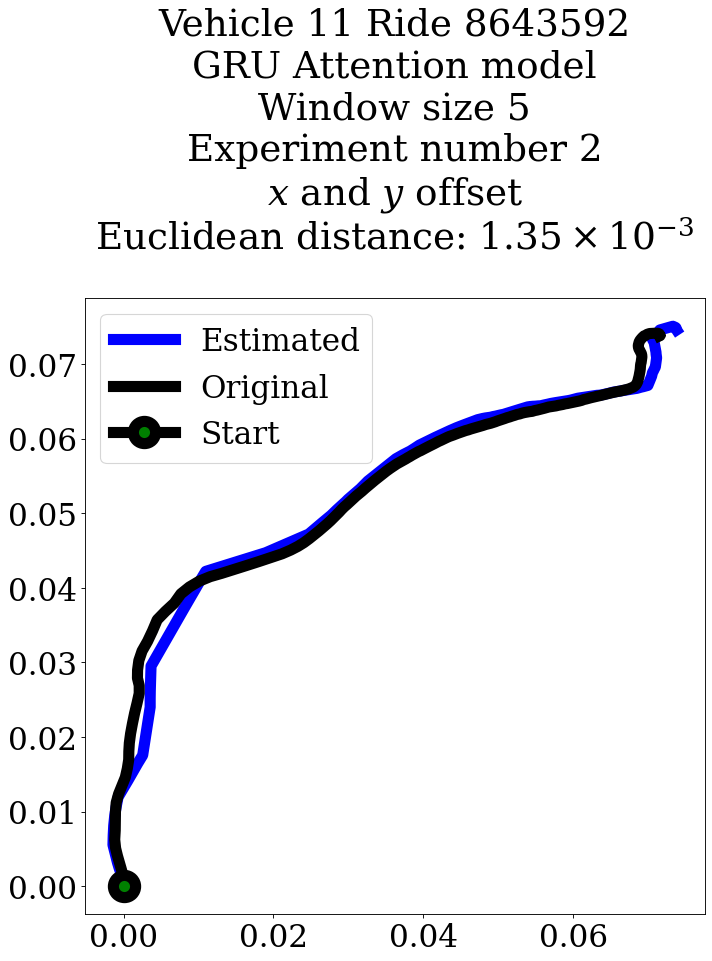 Vehicle 11 Ride 8643592
GRU Attention model
Window size 5
Experiment number 2
x and y offset
Euclidean distance: 1.35 × 10⁻³
Estimated
Original
Start
0.07
0.06
0.05
0.04
0.03
0.02
0.01
0.00
0.00 0.02 0.04 0.06